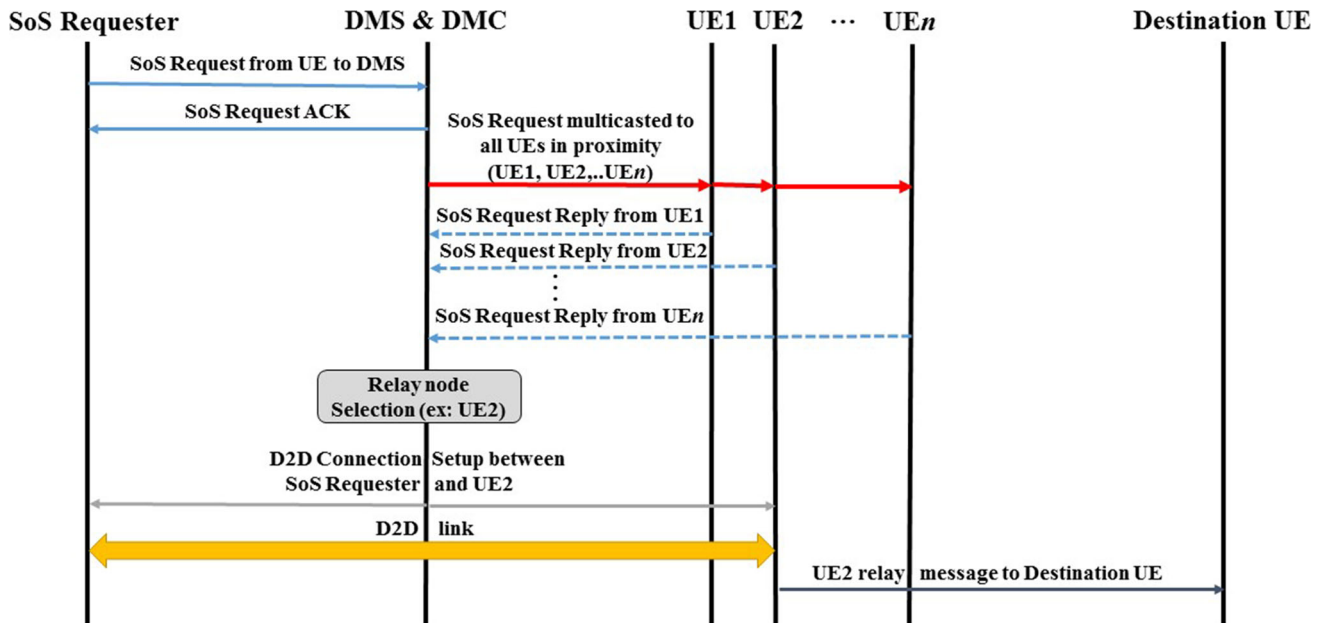 SoS Requester
DMS & DMC
UE1
UE2
...
UEn
Destination UE
SoS Request from UE to DMS
SoS Request ACK
SoS Request multicasted to
all UEs in proximity
(UE1, UE2,..UEn)
SoS Request Reply from UE1
SoS Request Reply from UE2
SoS Request Reply from UEn
Relay node
Selection (ex: UE2)
D2D Connection Setup between
SoS Requester and UE2
D2D link
UE2 relay message to Destination UE